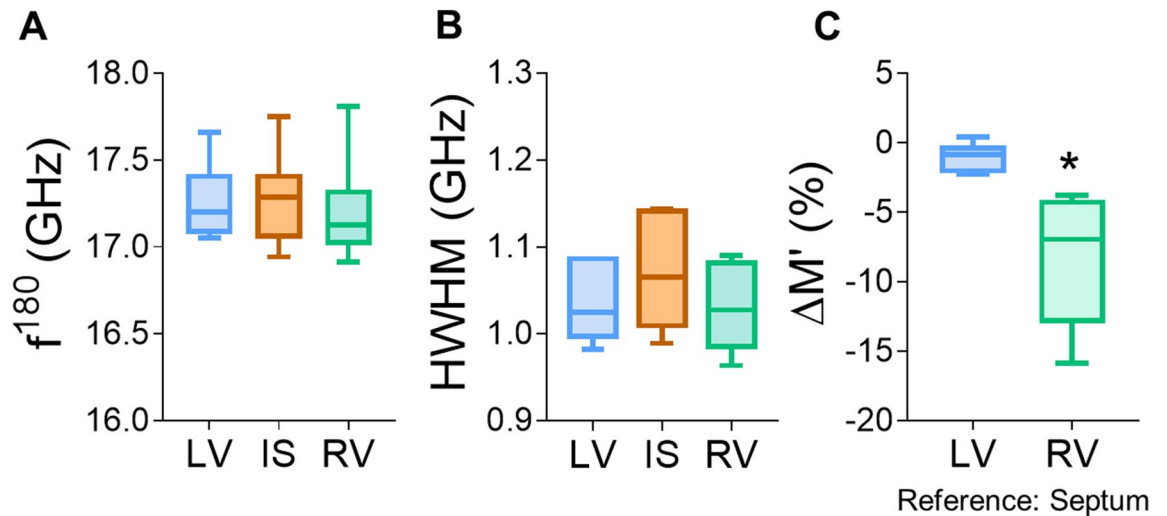 A
B
C
f180 (GHz)
18.0
17.5
17.0
16.5
16.0
LV IS RV
HWHM (GHz)
1.3
1.2
1.1
1.0
0.9
LV IS RV
ΔM' (%)
5
0
-5
-10
-15
-20
*
LV RV
Reference: Septum